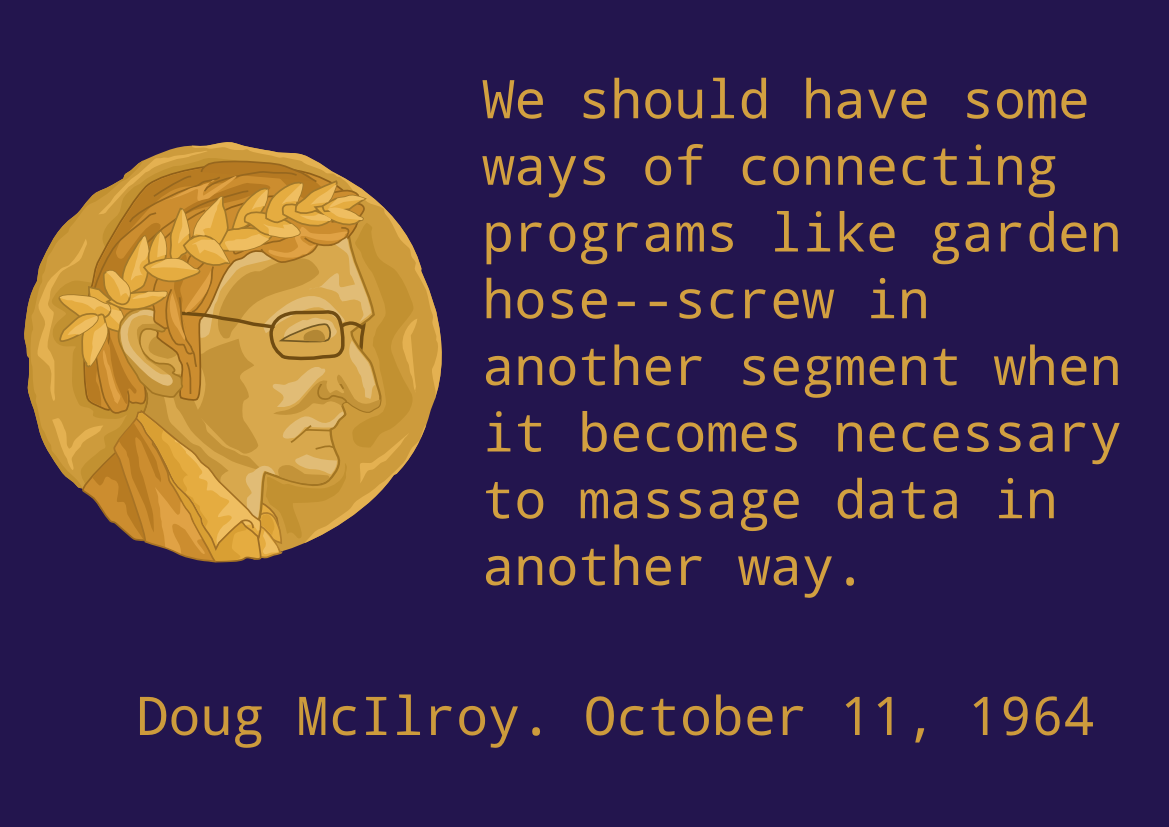 We should have some
ways of connecting
programs like garden
hose--screw in
another segment when
it becomes necessary
to massage data in
another way.
Doug McIlroy. October 11, 1964